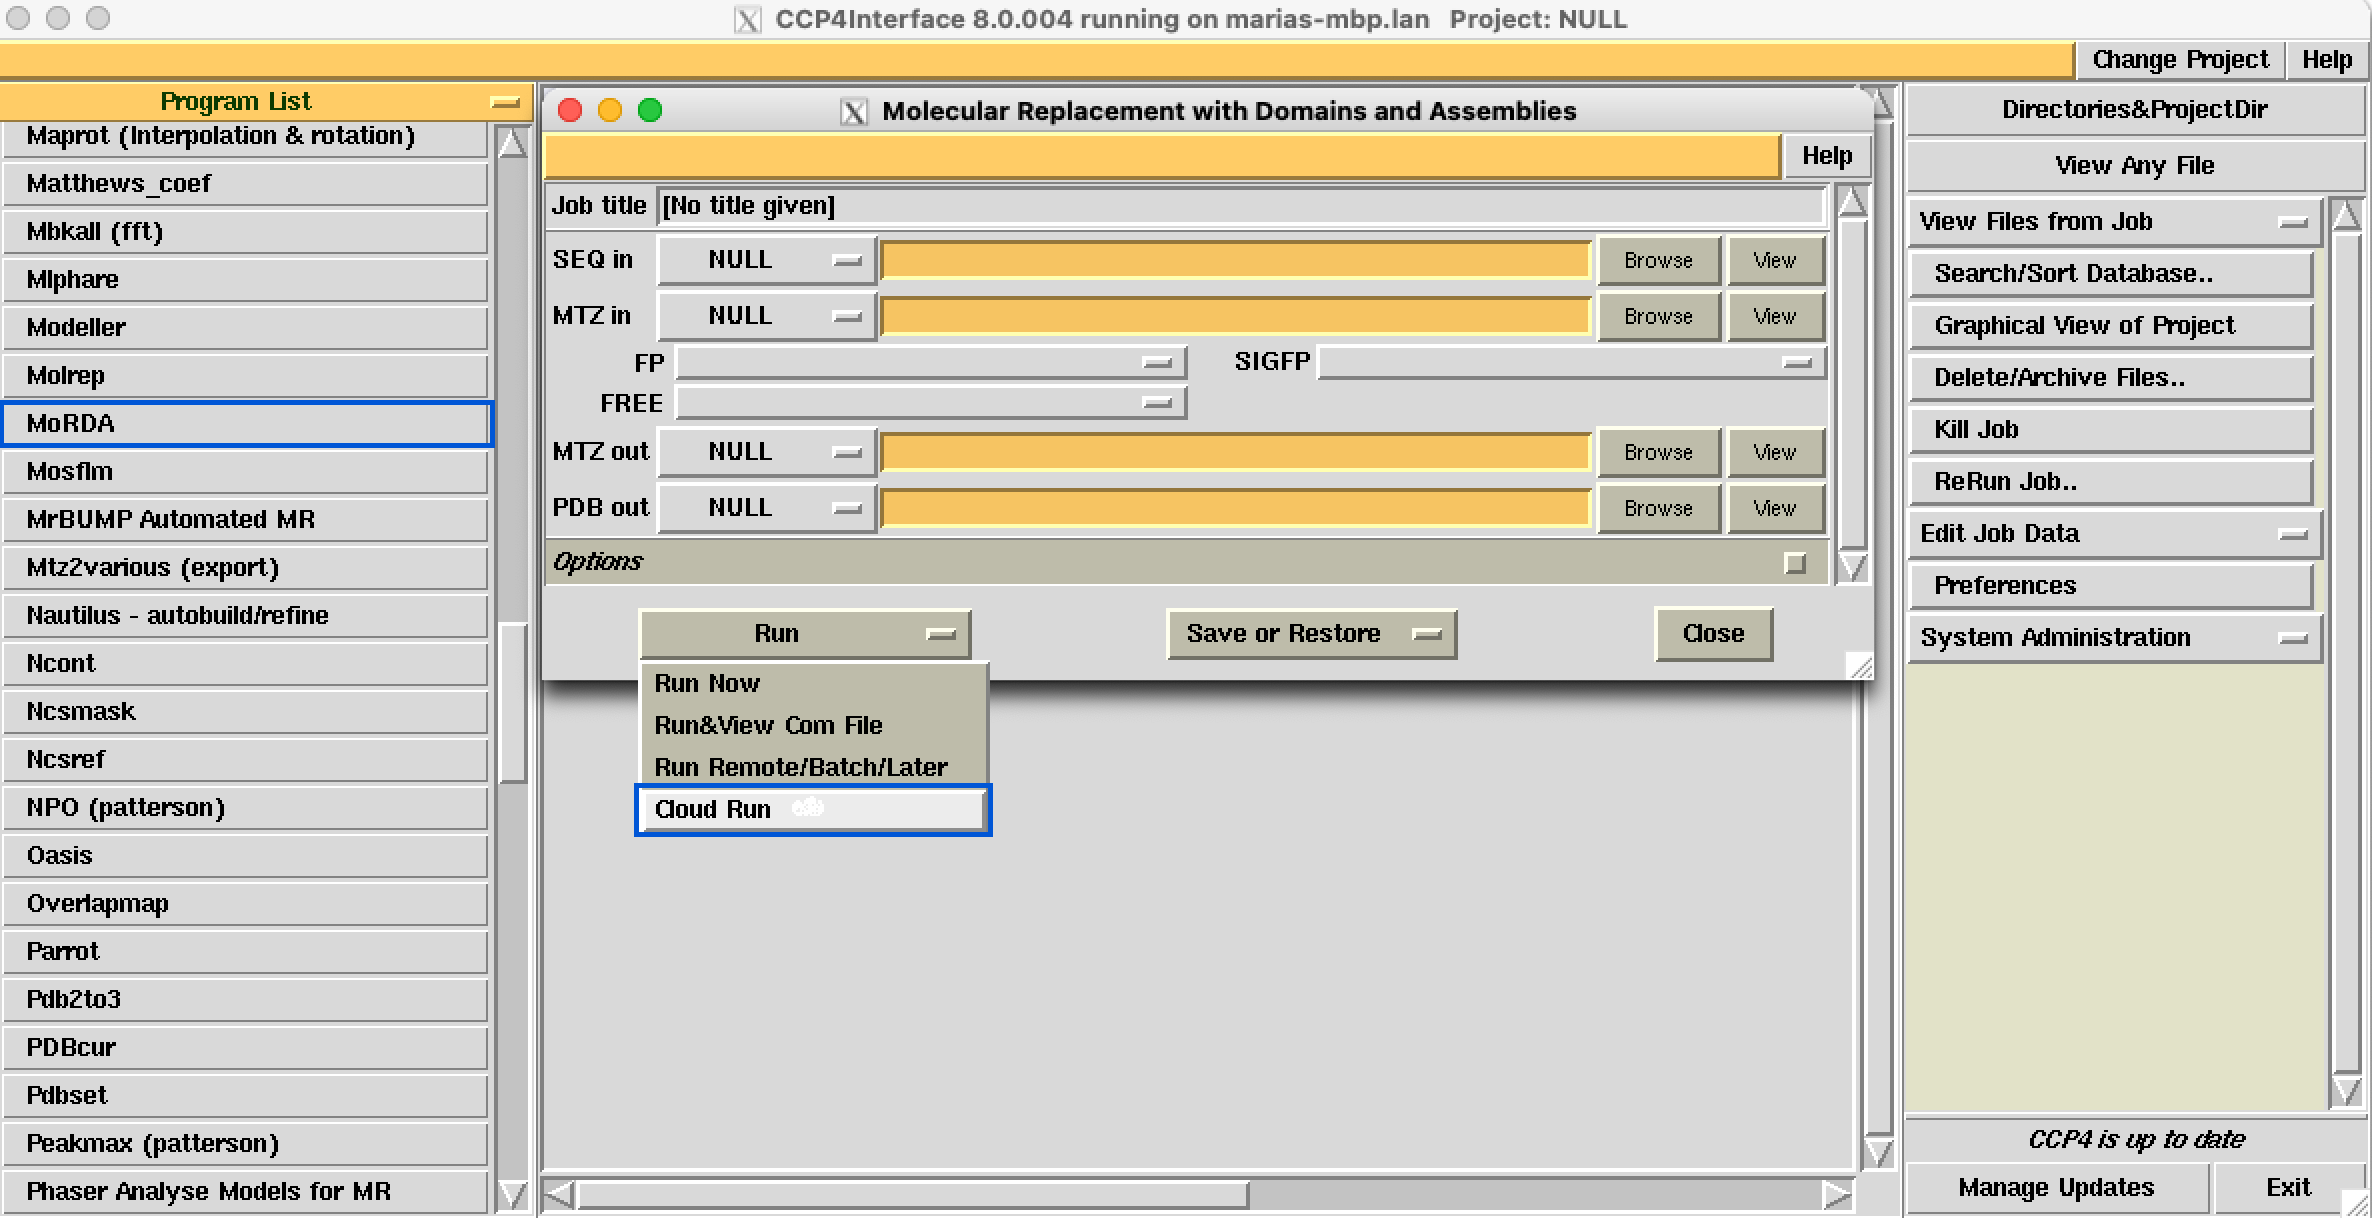 CCP4Interface 8.0.004 running on marias-mbp.lan Project: NULL
Change Project Help
Program List
Maprot (Interpolation & rotation)
Matthews_coef
Mbkall (fft)
Mlphare
Modeller
Molrep
MoRDA
Mosflm
MrBUMP Automated MR
Mtz2various (export)
Nautilus - autobuild/refine
Ncont
Ncsmask
Ncsref
NPO (patterson)
Oasis
Overlapmap
Parrot
Pdb2to3
PDBcur
Pdbset
Peakmax (patterson)
Phaser Analyse Models for MR
Molecular Replacement with Domains and Assemblies
Help
Job title [No title given]
SEQ in NULL Browse View
MTZ in NULL Browse View
FP SIGFP
FREE
MTZ out NULL Browse View
PDB out NULL Browse View
Options
Run Save or Restore Close
Run Now
Run&View Com File
Run Remote/Batch/Later
Cloud Run
Directories&ProjectDir
View Any File
View Files from Job
Search/Sort Database..
Graphical View of Project
Delete/Archive Files..
Kill Job
ReRun Job..
Edit Job Data
Preferences
System Administration
CCP4 is up to date
Manage Updates Exit